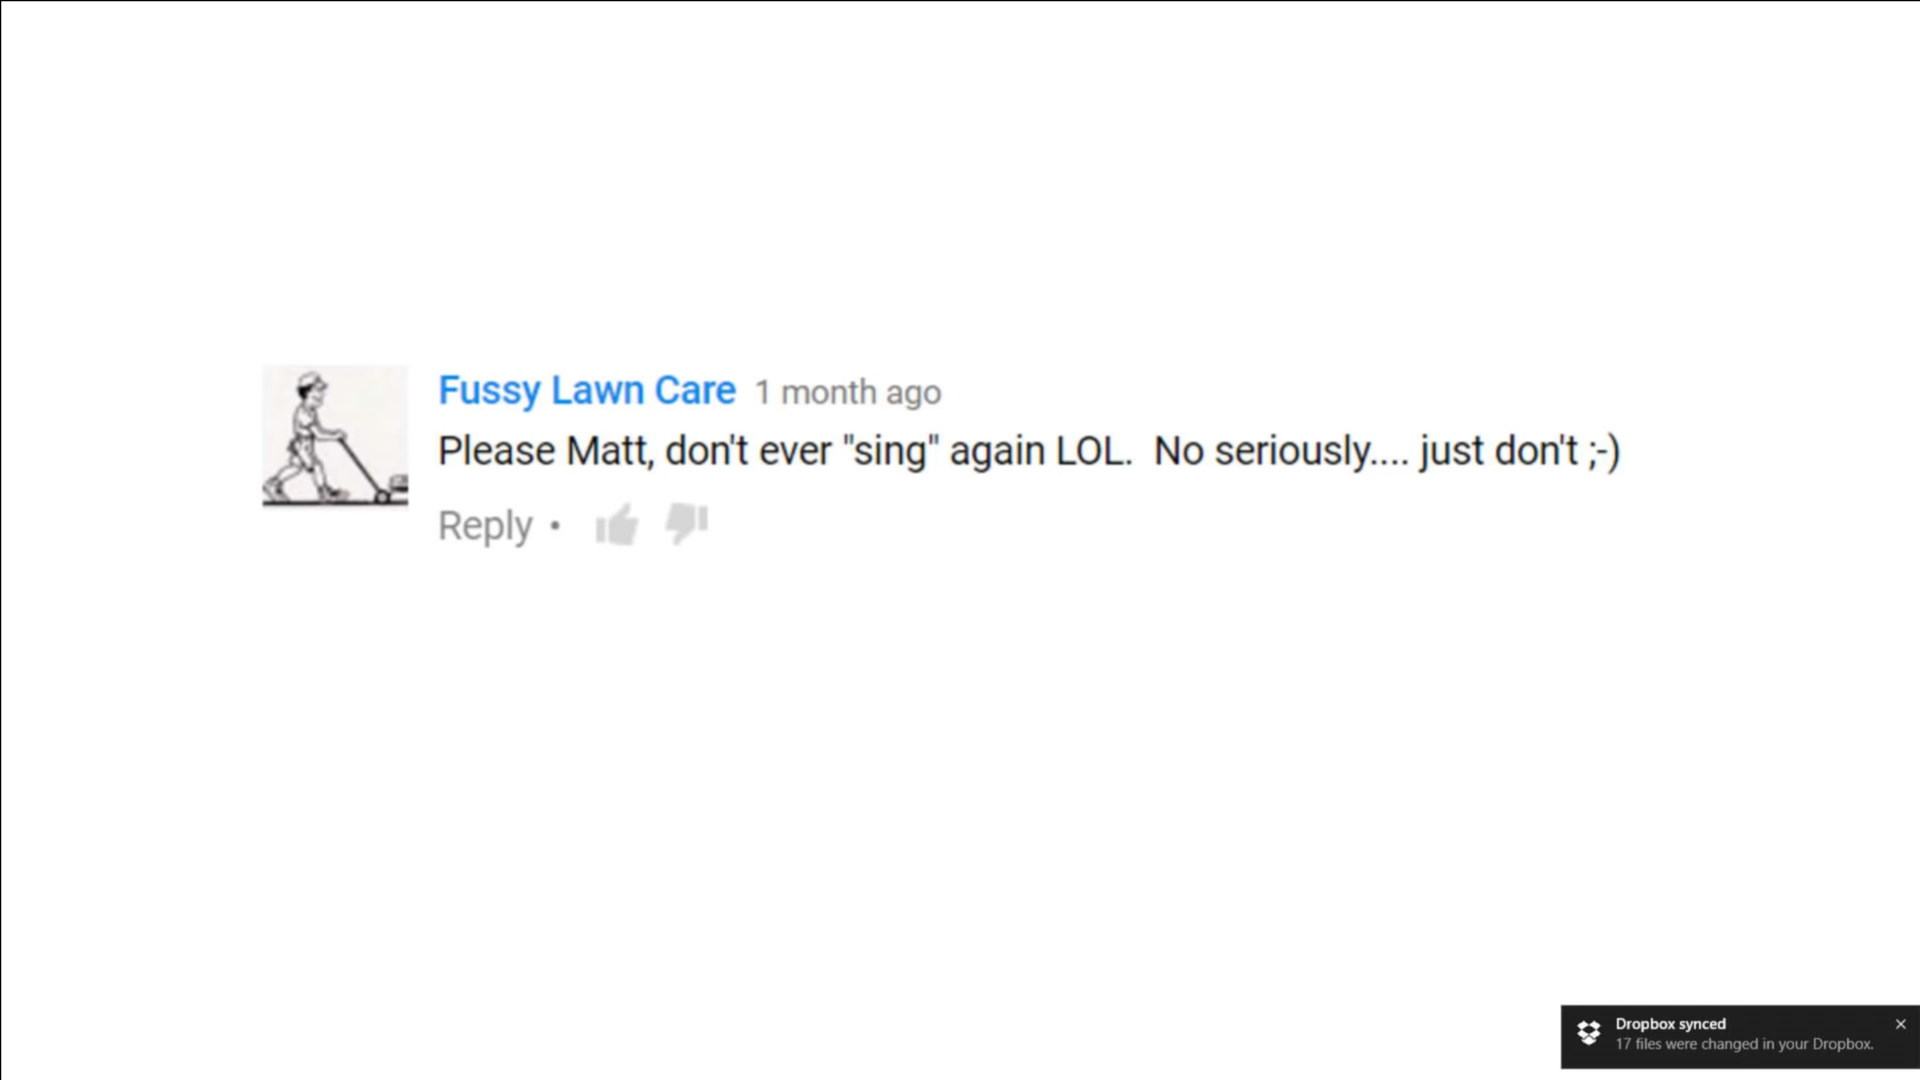 Fussy Lawn Care 1 month ago
Please Matt, don't ever "sing" again LOL.  No seriously.... just don't ;-)
Reply •
Dropbox synced
17 files were changed in your Dropbox.